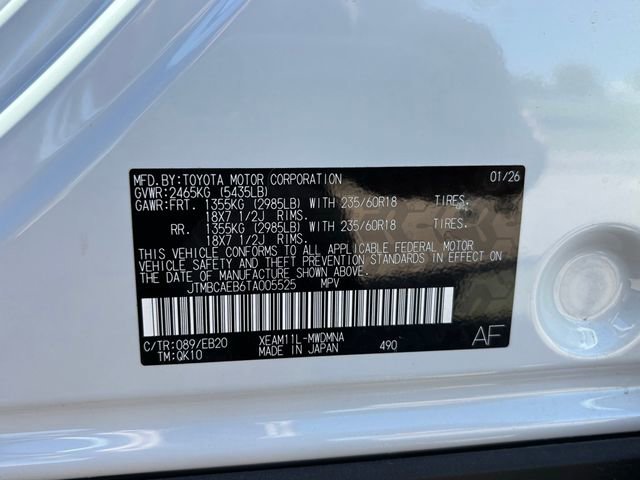 MFD. BY: TOYOTA MOTOR CORPORATION 01/26
GVWR: 2465KG (5435LB)
GAWR: FRT. 1355KG (2985LB) WITH 235/60R18 TIRES.
18X7 1/2J RIMS.
RR. 1355KG (2985LB) WITH 235/60R18 TIRES.
18X7 1/2J RIMS.
THIS VEHICLE CONFORMS TO ALL APPLICABLE FEDERAL MOTOR
VEHICLE SAFETY AND THEFT PREVENTION STANDARDS IN EFFECT ON
THE DATE OF MANUFACTURE SHOWN ABOVE.
JTMBCAEB6TA005525 MPV
C/TR: 089/EB20 XEAM11L-MWDMNA 490 AF
TM: QK10 MADE IN JAPAN